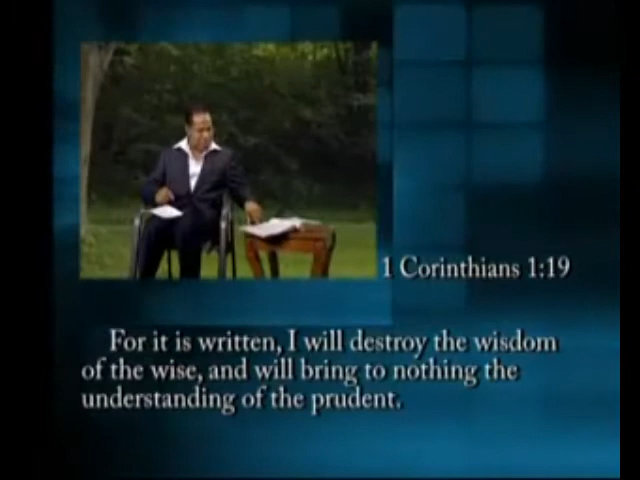 1 Corinthians 1:19
For it is written, I will destroy the wisdom
of the wise, and will bring to nothing the
understanding of the prudent.